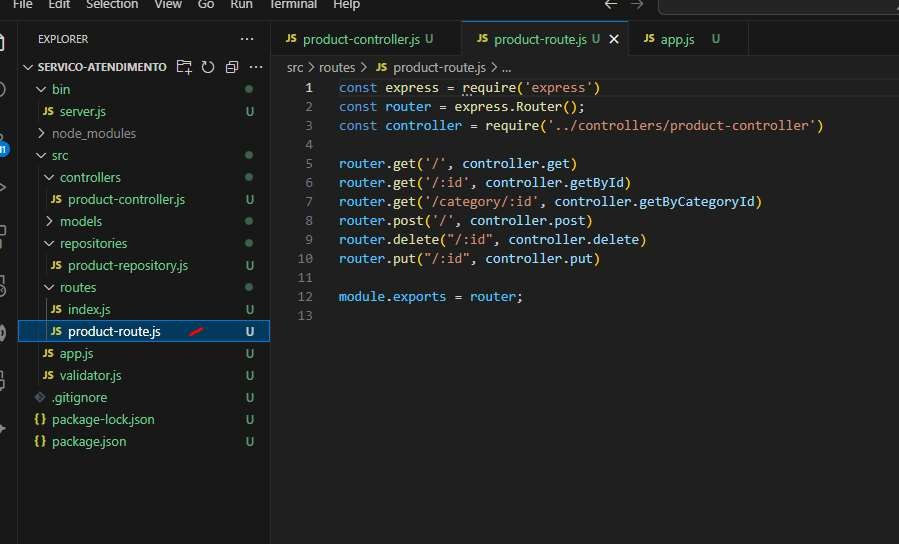 File Edit Selection View Go Run Terminal Help
EXPLORER ...
SERVICO-ATENDIMENTO ...
bin
JS server.js U
node_modules
src
controllers
JS product-controller.js U
models
repositories
JS product-repository.js U
routes
JS index.js U
JS product-route.js U
JS app.js U
JS validator.js U
.gitignore U
{} package-lock.json U
{} package.json U
JS product-controller.js U
JS product-route.js U
JS app.js U
src > routes > JS product-route.js > ...
1 const express = require('express')
2 const router = express.Router();
3 const controller = require('../controllers/product-controller')
4
5 router.get('/', controller.get)
6 router.get('/:id', controller.getById)
7 router.get('/category/:id', controller.getByCategoryId)
8 router.post('/', controller.post)
9 router.delete("/:id", controller.delete)
10 router.put("/:id", controller.put)
11
12 module.exports = router;
13